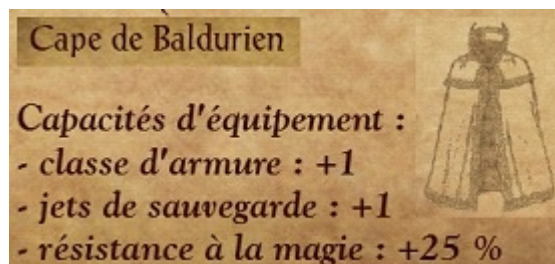 Cape de Baldurien
Capacités d'équipement :
- classe d'armure : +1
- jets de sauvegarde : +1
- résistance à la magie : +25 %